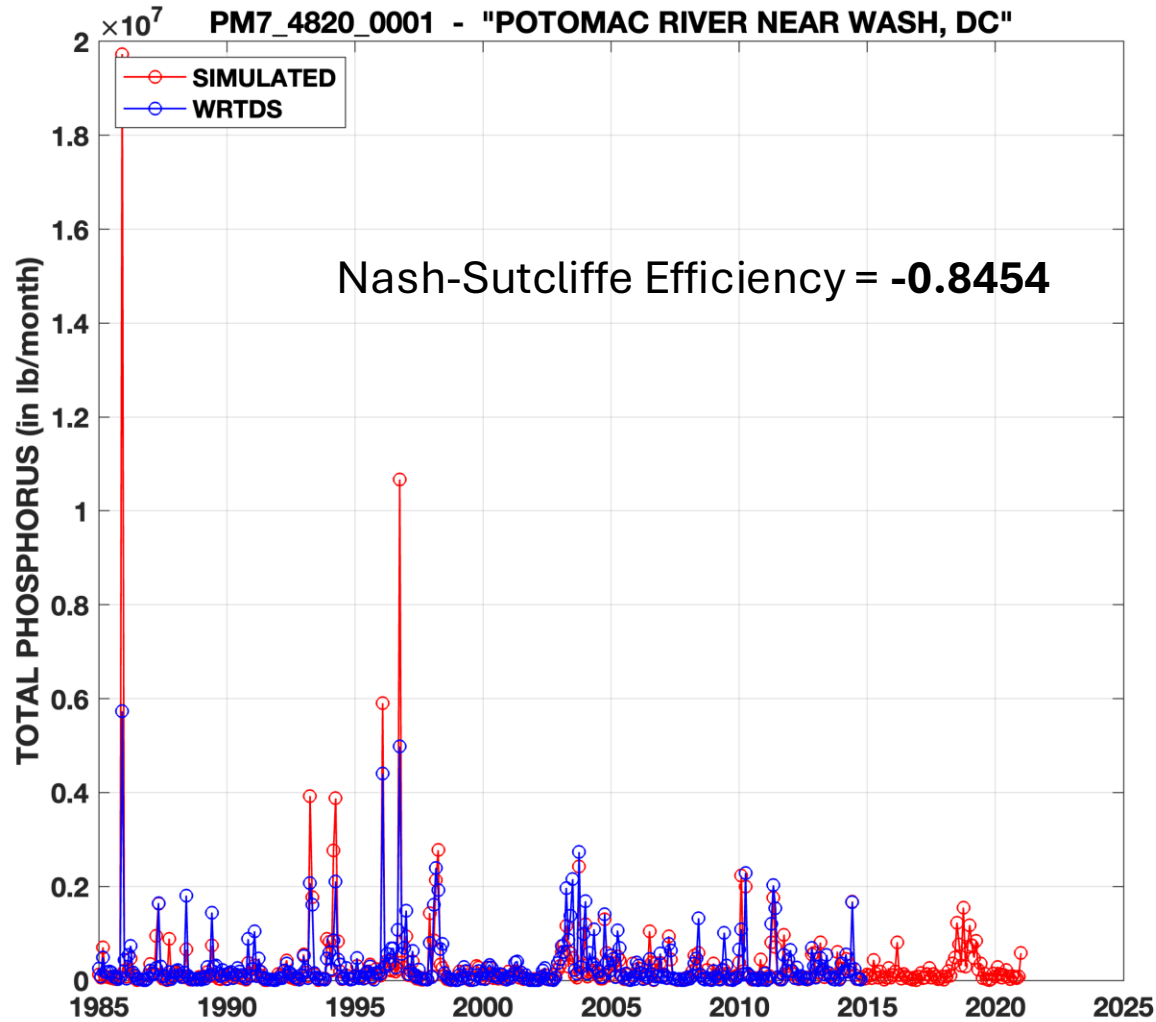 ×10⁷
PM7_4820_0001 - "POTOMAC RIVER NEAR WASH, DC"
2
SIMULATED
WRTDS
1.8
1.6
Nash-Sutcliffe Efficiency = -0.8454
1.4
1.2
1
0.8
0.6
0.4
0.2
0
TOTAL PHOSPHORUS (in lb/month)
1985 1990 1995 2000 2005 2010 2015 2020 2025